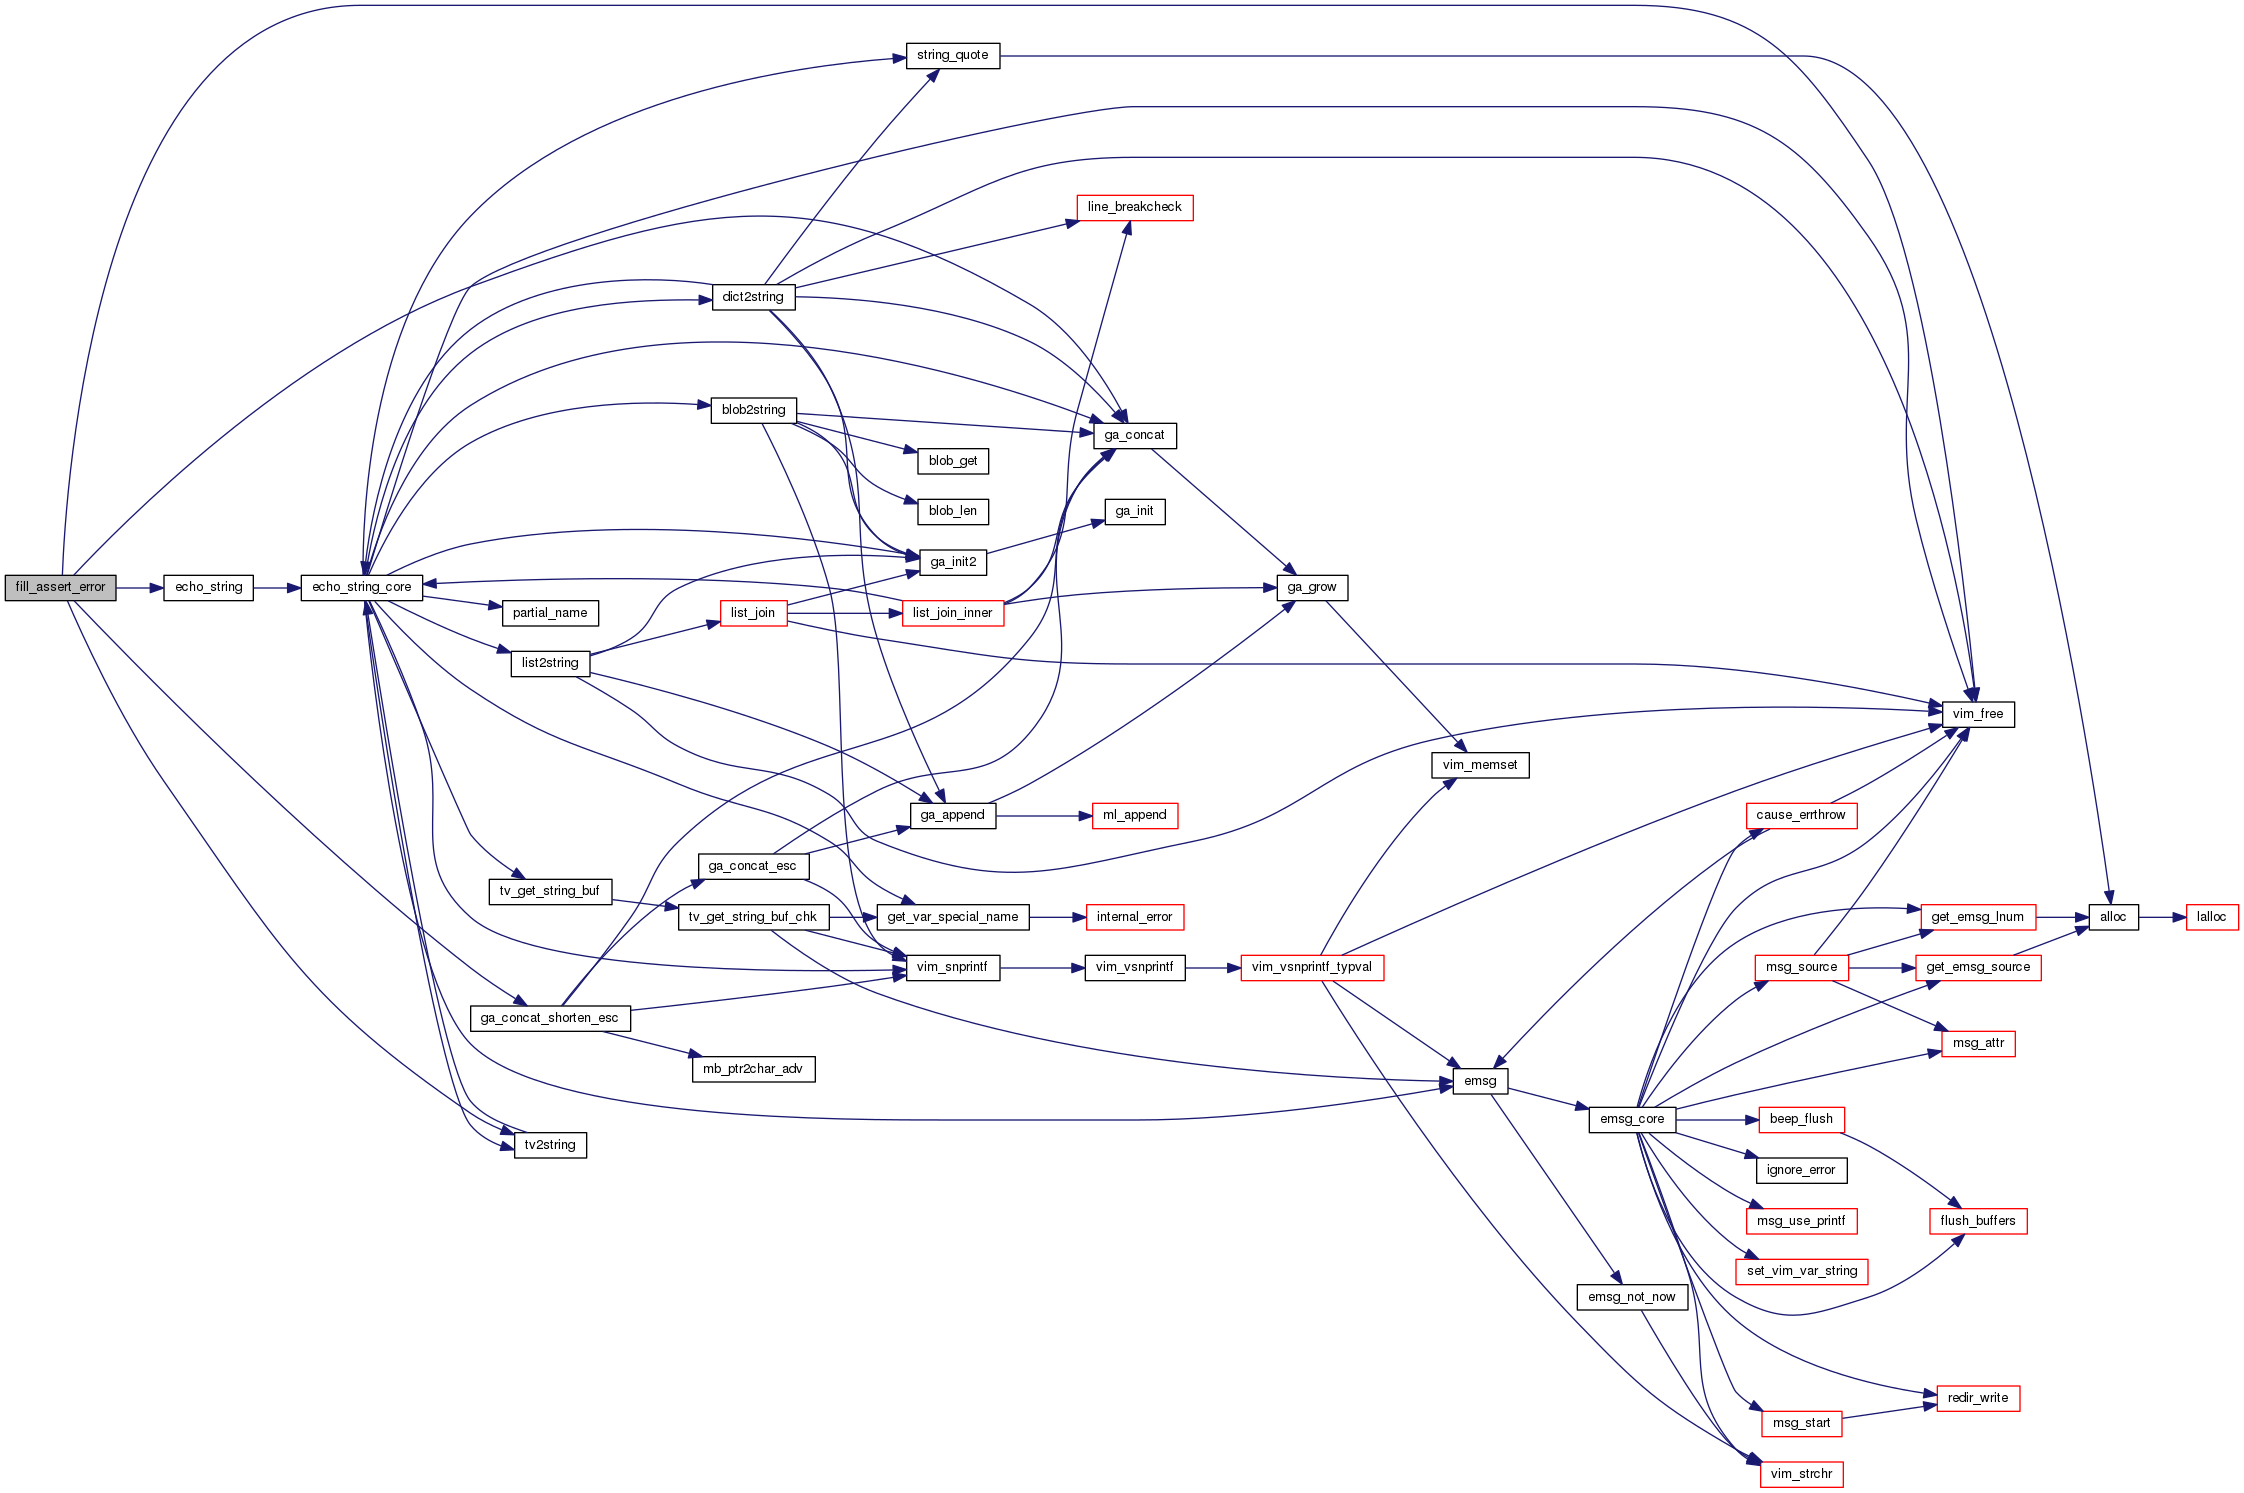 fill_assert_error
echo_string
echo_string_core
string_quote
line_breakcheck
dict2string
blob2string
ga_concat
blob_get
blob_len
ga_init
ga_init2
partial_name
list_join
list_join_inner
ga_grow
list2string
vim_free
vim_memset
ga_append
ml_append
cause_errthrow
ga_concat_esc
tv_get_string_buf
tv_get_string_buf_chk
get_var_special_name
internal_error
get_emsg_lnum
alloc
lalloc
vim_snprintf
vim_vsnprintf
vim_vsnprintf_typval
msg_source
get_emsg_source
ga_concat_shorten_esc
msg_attr
mb_ptr2char_adv
emsg
emsg_core
beep_flush
tv2string
ignore_error
msg_use_printf
flush_buffers
set_vim_var_string
emsg_not_now
redir_write
msg_start
vim_strchr